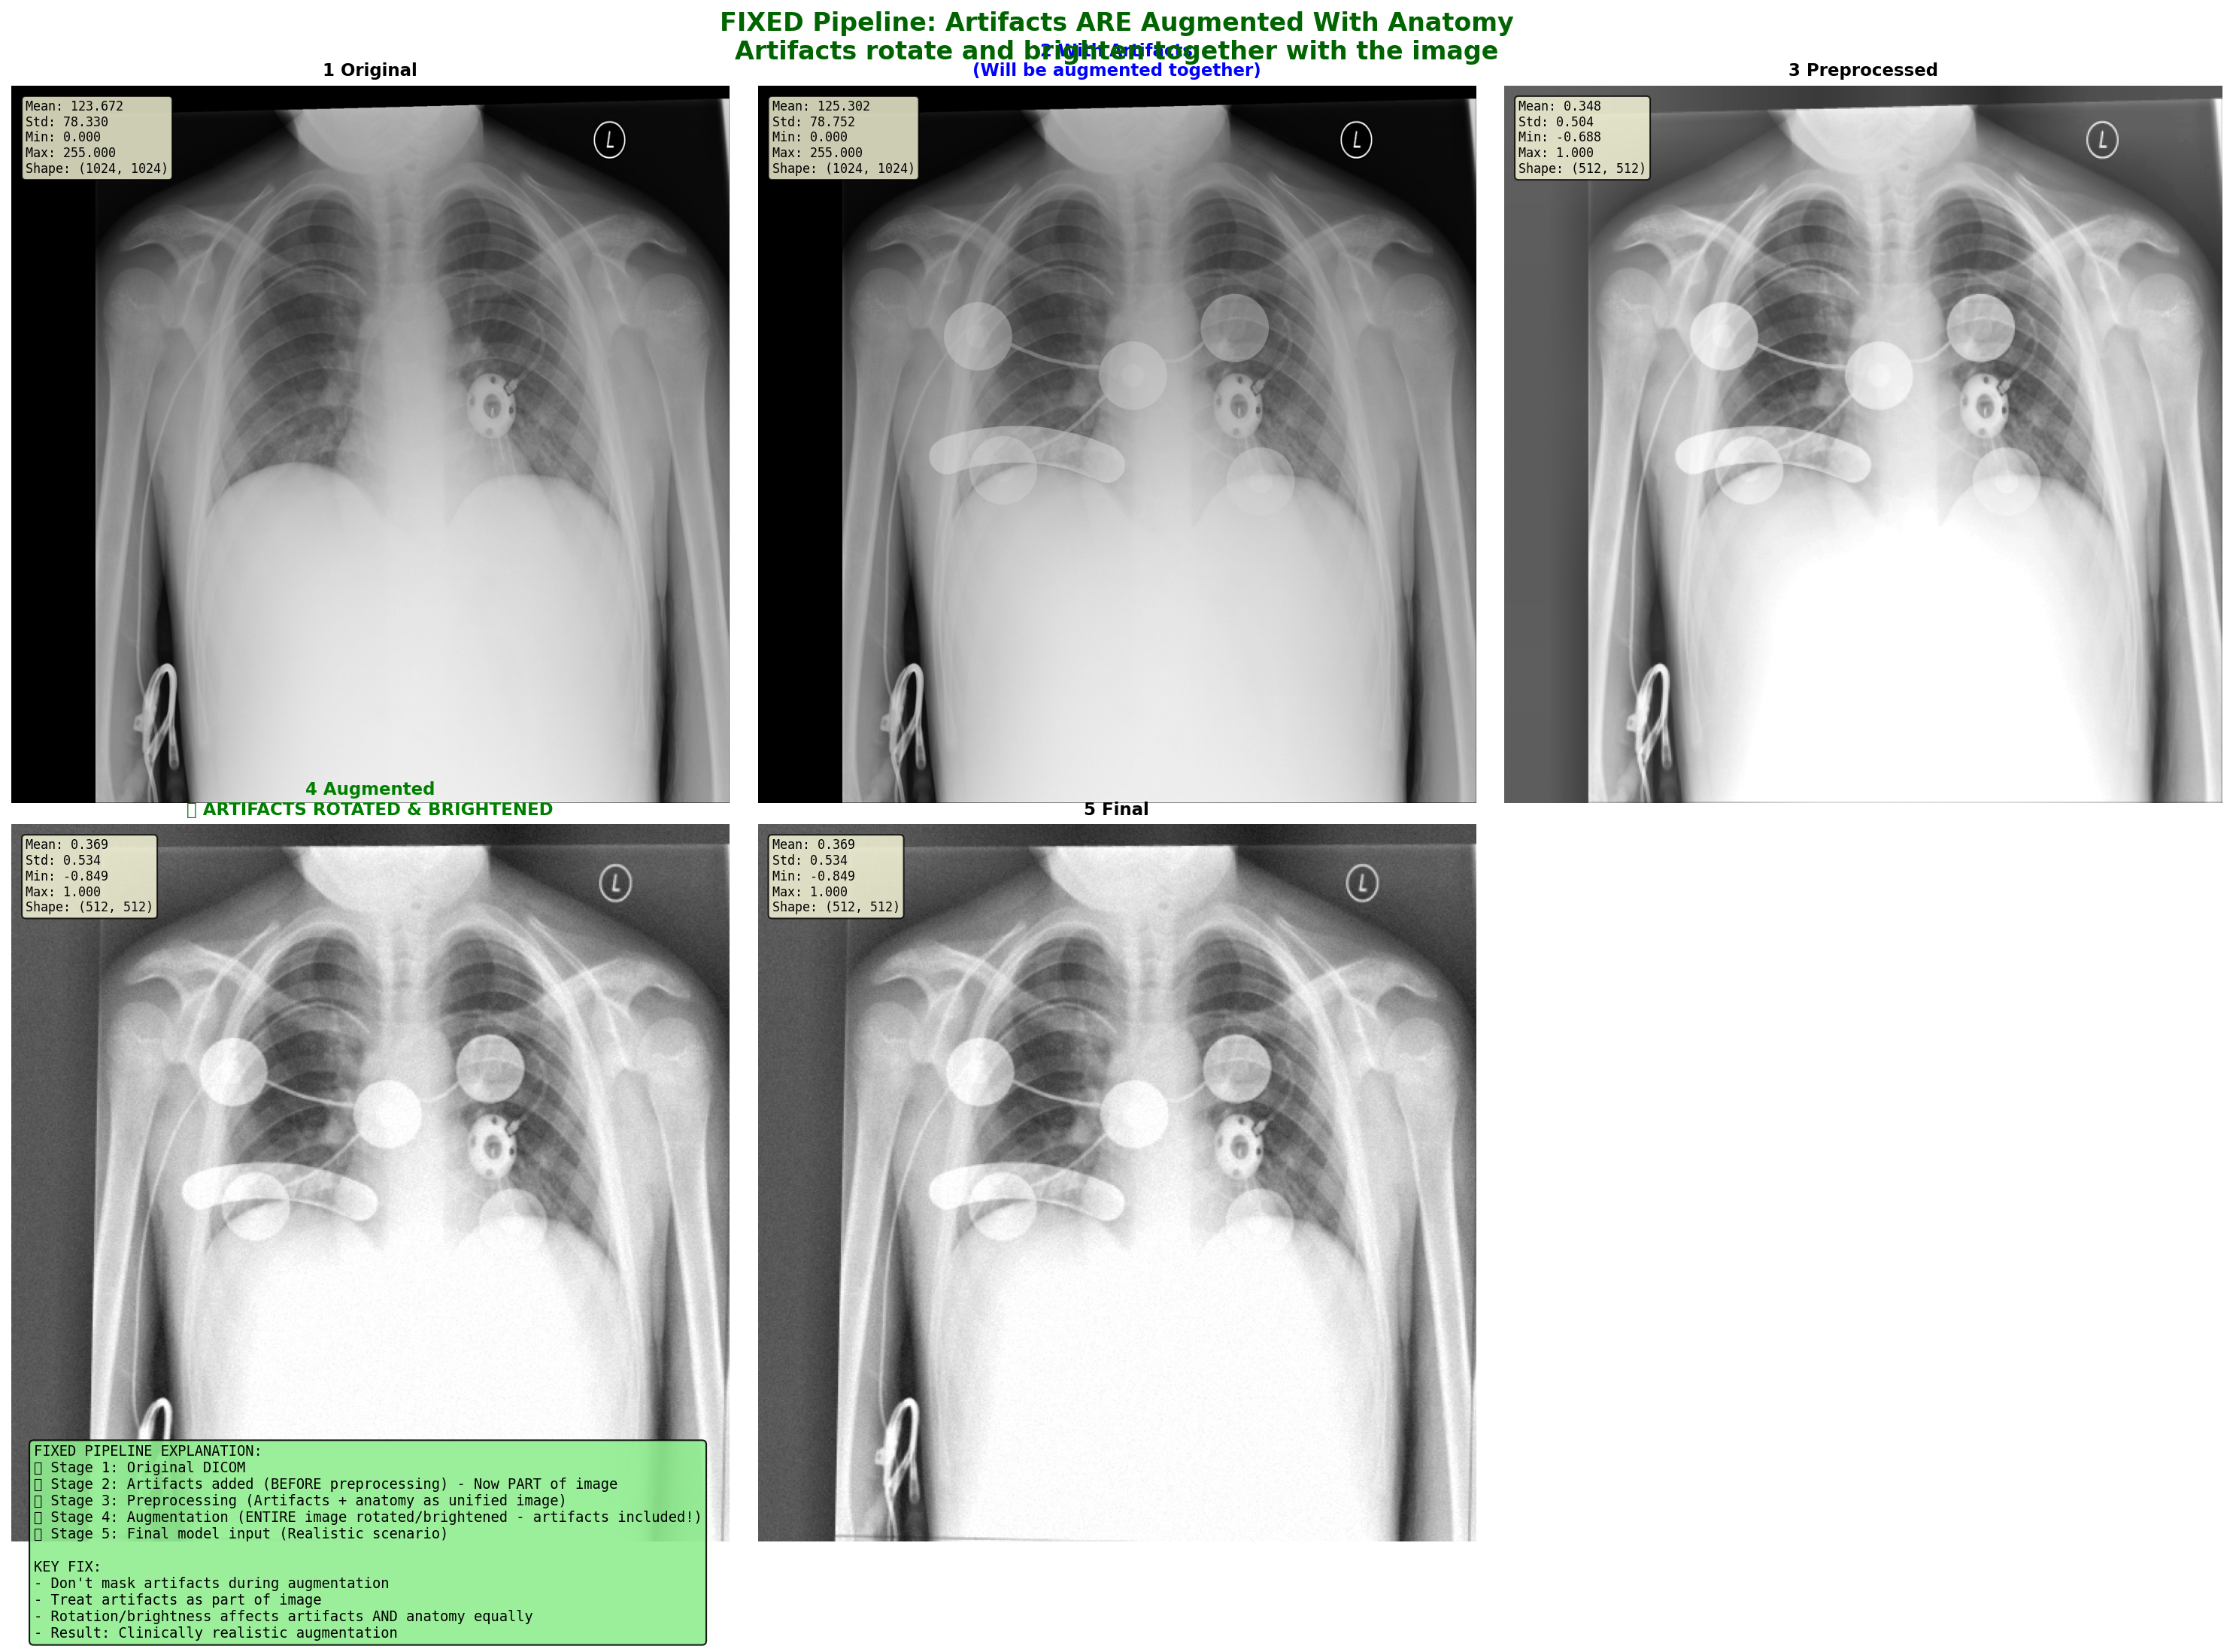 FIXED Pipeline: Artifacts ARE Augmented With Anatomy
Artifacts rotate and brighten together with the image
1 Original
2 With Artifacts
(Will be augmented together)
3 Preprocessed
Mean: 123.672
Std: 78.330
Min: 0.000
Max: 255.000
Shape: (1024, 1024)
L
Mean: 125.302
Std: 78.752
Min: 0.000
Max: 255.000
Shape: (1024, 1024)
L
Mean: 0.348
Std: 0.504
Min: -0.688
Max: 1.000
Shape: (512, 512)
L
4 Augmented
▯ ARTIFACTS ROTATED & BRIGHTENED
5 Final
Mean: 0.369
Std: 0.534
Min: -0.849
Max: 1.000
Shape: (512, 512)
L
Mean: 0.369
Std: 0.534
Min: -0.849
Max: 1.000
Shape: (512, 512)
L
FIXED PIPELINE EXPLANATION:
▯ Stage 1: Original DICOM
▯ Stage 2: Artifacts added (BEFORE preprocessing) - Now PART of image
▯ Stage 3: Preprocessing (Artifacts + anatomy as unified image)
▯ Stage 4: Augmentation (ENTIRE image rotated/brightened - artifacts included!)
▯ Stage 5: Final model input (Realistic scenario)
KEY FIX:
- Don't mask artifacts during augmentation
- Treat artifacts as part of image
- Rotation/brightness affects artifacts AND anatomy equally
- Result: Clinically realistic augmentation